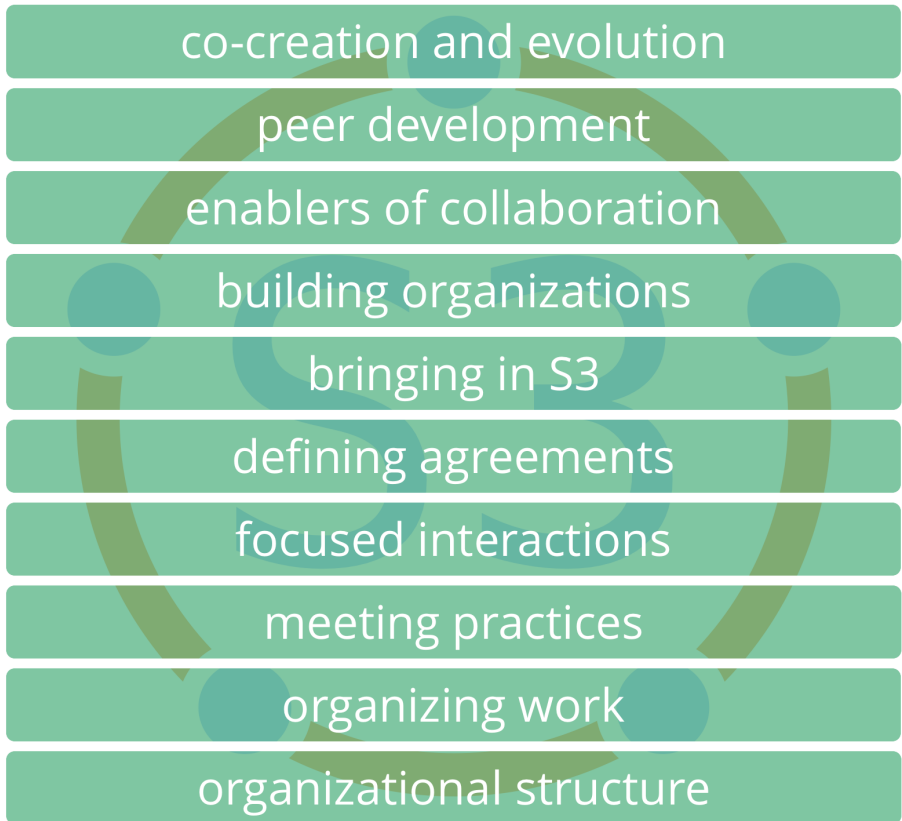 co-creation and evolution
peer development
enablers of collaboration
building organizations
bringing in S3
defining agreements
focused interactions
meeting practices
organizing work
organizational structure
S3